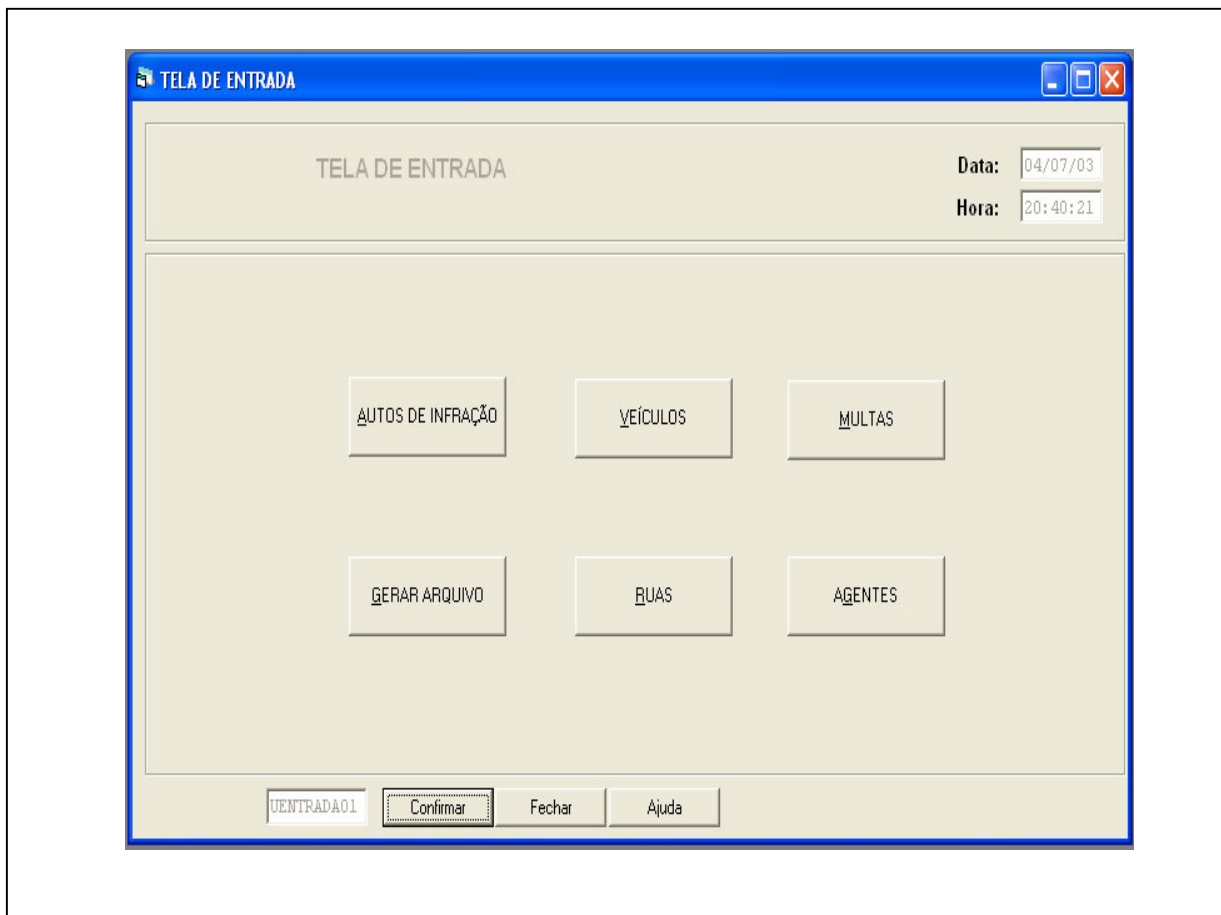 TELA DE ENTRADA
TELA DE ENTRADA
Data: 04/07/03
Hora: 20:40:21
AUTOS DE INFRAÇÃO VEÍCULOS MULTAS
GERAR ARQUIVO RUAS AGENTES
UENTRADA01 Confirmar Fechar Ajuda